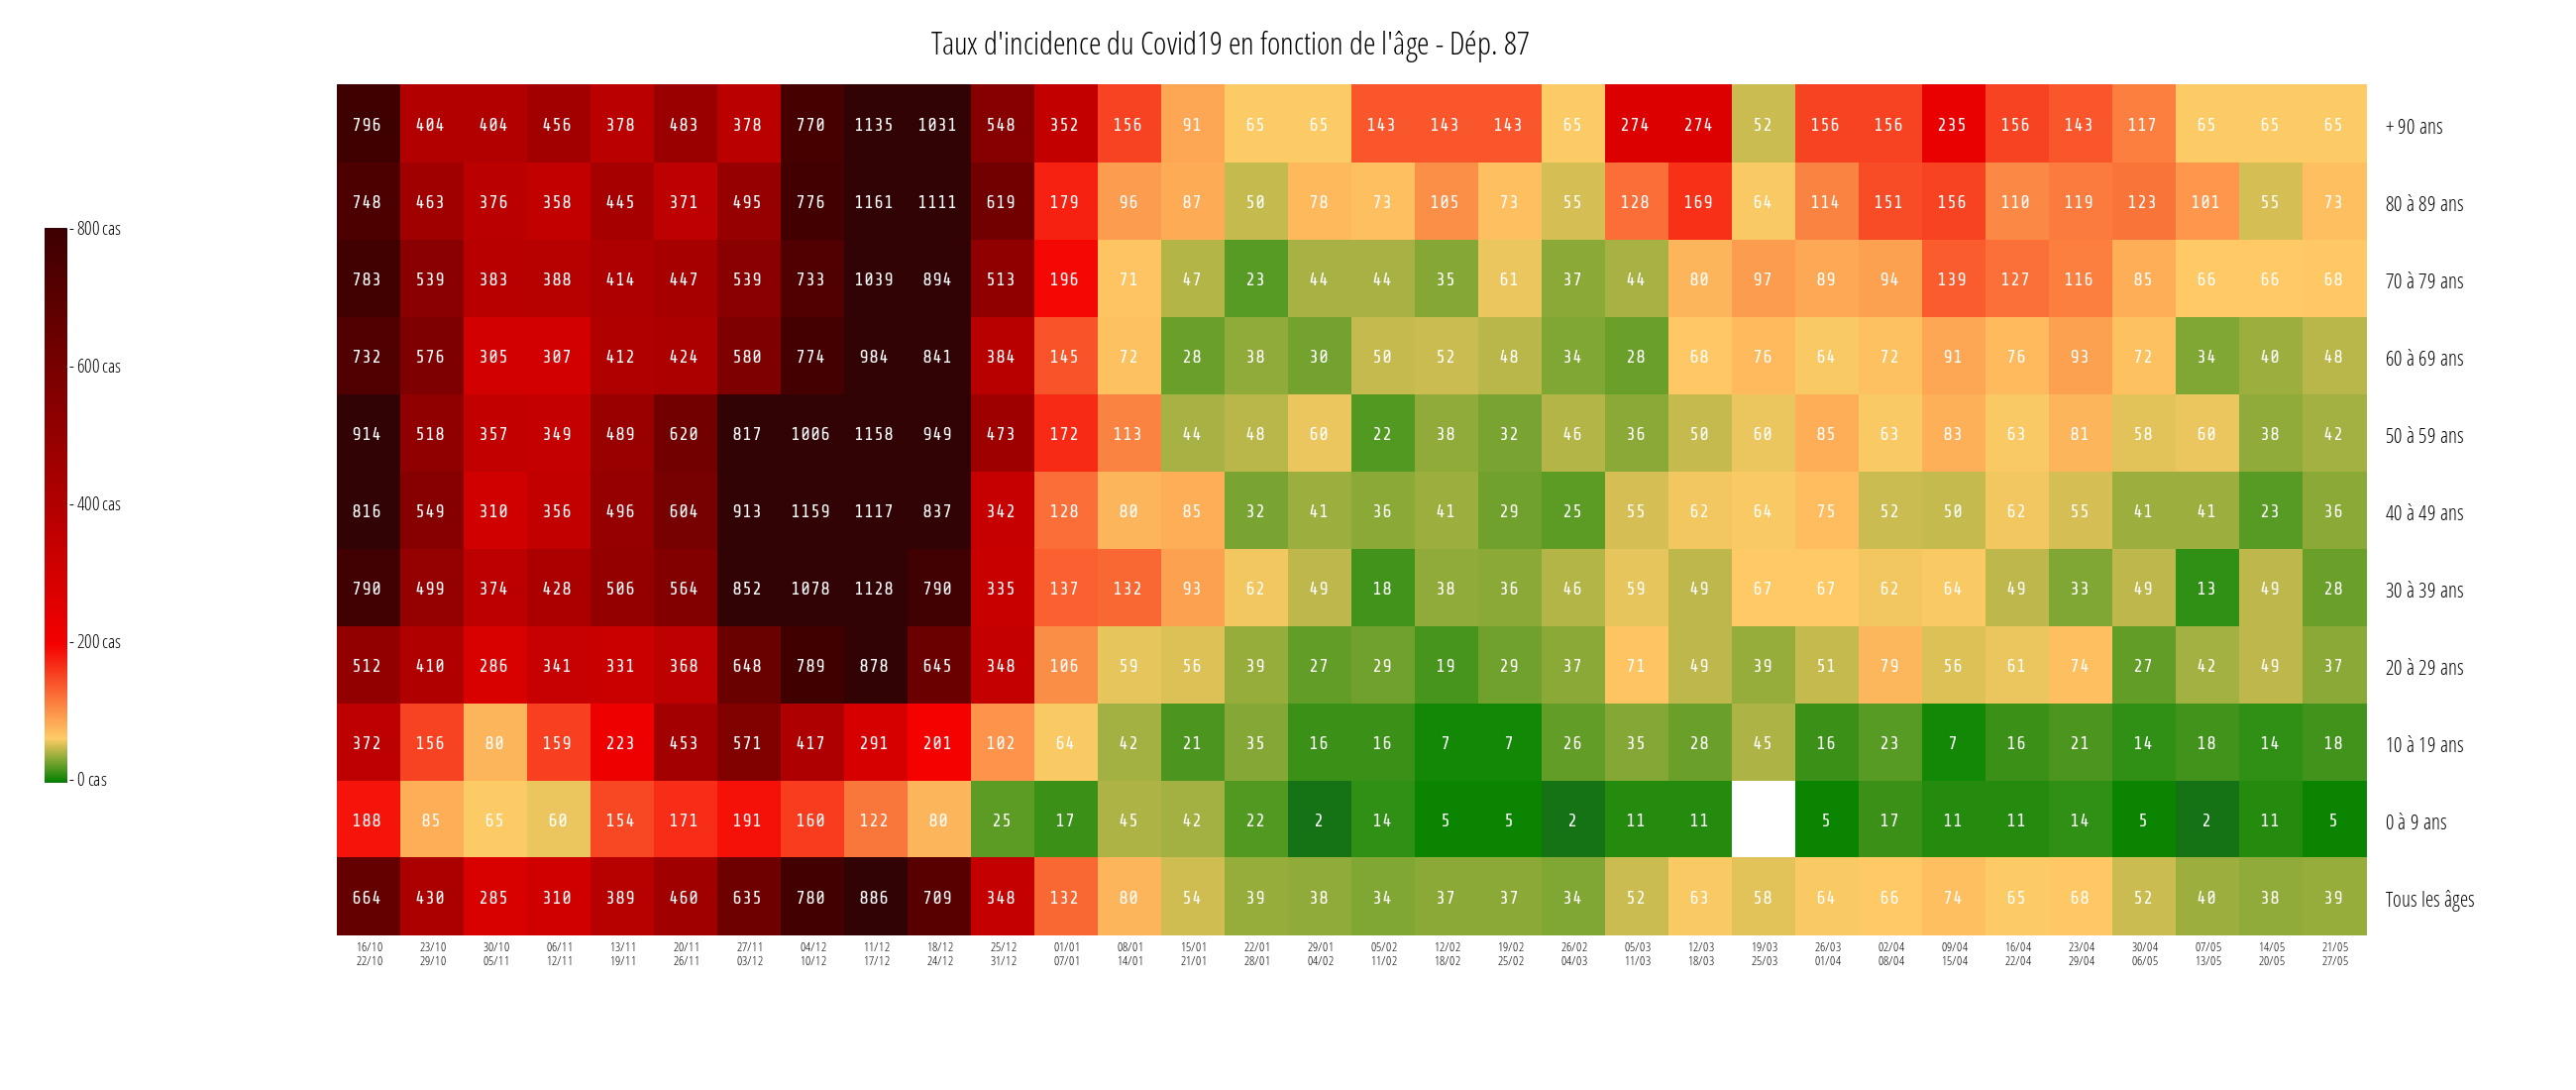 Taux d'incidence du Covid19 en fonction de l'âge - Dép. 87
- 800 cas
- 600 cas
- 400 cas
- 200 cas
- 0 cas
796 404 404 456 378 483 378 770 1135 1031 548 352 156 91 65 65 143 143 143 65 274 274 52 156 156 235 156 143 117 65 65 65 + 90 ans
748 463 376 358 445 371 495 776 1161 1111 619 179 96 87 50 78 73 105 73 55 128 169 64 114 151 156 110 119 123 101 55 73 80 à 89 ans
783 539 383 388 414 447 539 733 1039 894 513 196 71 47 23 44 44 35 61 37 44 80 97 89 94 139 127 116 85 66 66 68 70 à 79 ans
732 576 305 307 412 424 580 774 984 841 384 145 72 28 38 30 50 52 48 34 28 68 76 64 72 91 76 93 72 34 40 48 60 à 69 ans
914 518 357 349 489 620 817 1006 1158 949 473 172 113 44 48 60 22 38 32 46 36 50 60 85 63 83 63 81 58 60 38 42 50 à 59 ans
816 549 310 356 496 604 913 1159 1117 837 342 128 80 85 32 41 36 41 29 25 55 62 64 75 52 50 62 55 41 41 23 36 40 à 49 ans
790 499 374 428 506 564 852 1078 1128 790 335 137 132 93 62 49 18 38 36 46 59 49 67 67 62 64 49 33 49 13 49 28 30 à 39 ans
512 410 286 341 331 368 648 789 878 645 348 106 59 56 39 27 29 19 29 37 71 49 39 51 79 56 61 74 27 42 49 37 20 à 29 ans
372 156 80 159 223 453 571 417 291 201 102 64 42 21 35 16 16 7 7 26 35 28 45 16 23 7 16 21 14 18 14 18 10 à 19 ans
188 85 65 60 154 171 191 160 122 80 25 17 45 42 22 2 14 5 5 2 11 11 5 17 11 11 14 5 2 11 5 0 à 9 ans
664 430 285 310 389 460 635 780 886 709 348 132 80 54 39 38 34 37 37 34 52 63 58 64 66 74 65 68 52 40 38 39 Tous les âges
16/10 23/10 30/10 06/11 13/11 20/11 27/11 04/12 11/12 18/12 25/12 01/01 08/01 15/01 22/01 29/01 05/02 12/02 19/02 26/02 05/03 12/03 19/03 26/03 02/04 09/04 16/04 23/04 30/04 07/05 14/05 21/05
22/10 29/10 05/11 12/11 19/11 26/11 03/12 10/12 17/12 24/12 31/12 07/01 14/01 21/01 28/01 04/02 11/02 18/02 25/02 04/03 11/03 18/03 25/03 01/04 08/04 15/04 22/04 29/04 06/05 13/05 20/05 27/05